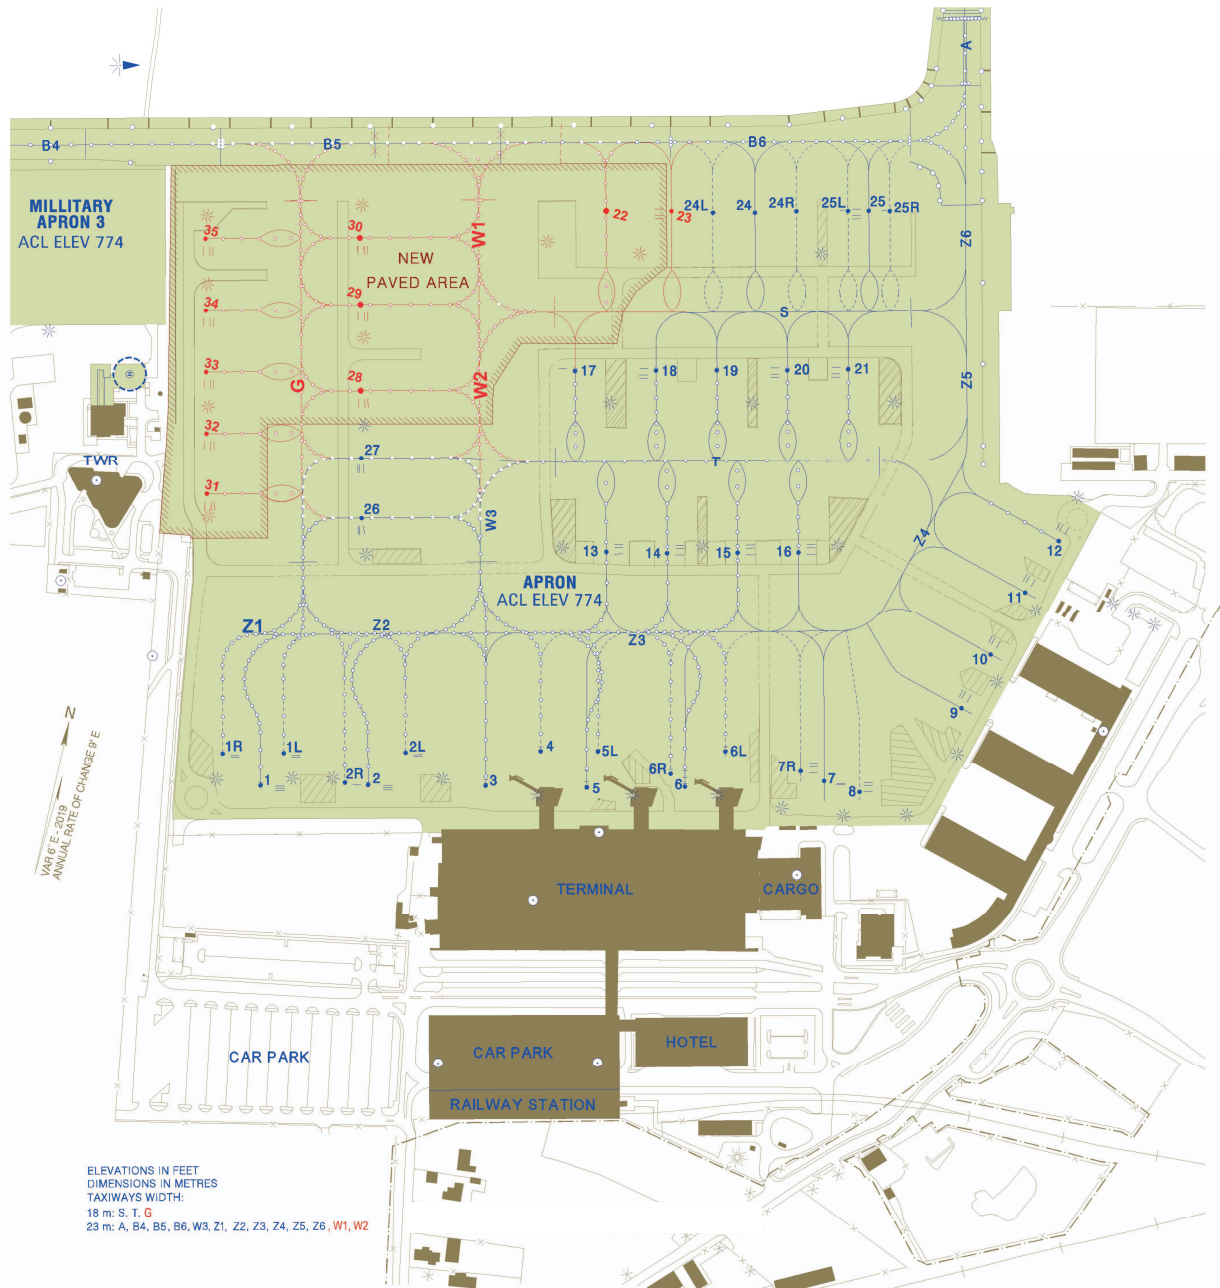 A
B4
B5
B6
MILLITARY
APRON 3
ACL ELEV 774
35
30
W1
22
23
24L
24
24R
25L
25
25R
Z6
NEW
PAVED AREA
34
29
S
33
28
G
W2
17
18
19
20
21
Z5
32
27
T
TWR
31
26
W3
13
14
15
16
Z4
12
APRON
ACL ELEV 774
11
Z1
Z2
Z3
10
9
1R
1L
2L
4
5L
6L
1
2R
2
3
5
6R
6
7R
7
8
N
VAR 6° E - 2019
ANNUAL RATE OF CHANGE 9' E
TERMINAL
CARGO
H
CAR PARK
CAR PARK
HOTEL
RAILWAY STATION
ELEVATIONS IN FEET
DIMENSIONS IN METRES
TAXIWAYS WIDTH:
18 m: S, T, G
23 m: A, B4, B5, B6, W3, Z1, Z2, Z3, Z4, Z5, Z6, W1, W2